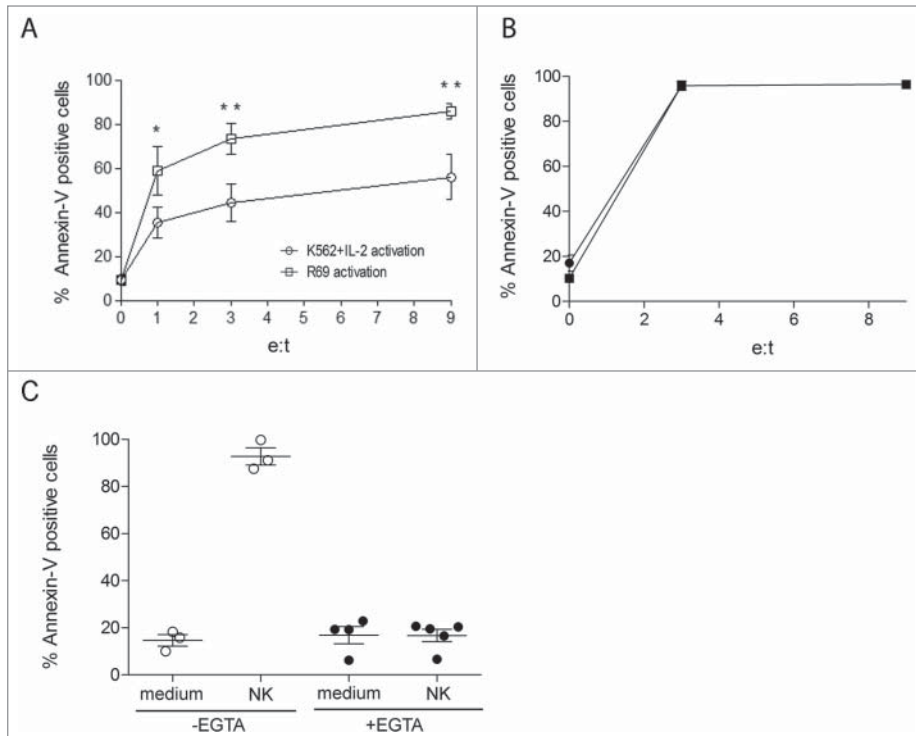 A
% Annexin-V positive cells
100
80
60
40
20
0
*
* *
* *
K562+IL-2 activation
R69 activation
0 1 2 3 4 5 6 7 8 9
e:t
B
% Annexin-V positive cells
100
80
60
40
20
0
0 2 4 6 8
e:t
C
% Annexin-V positive cells
100
80
60
40
20
0
medium NK medium NK
-EGTA +EGTA